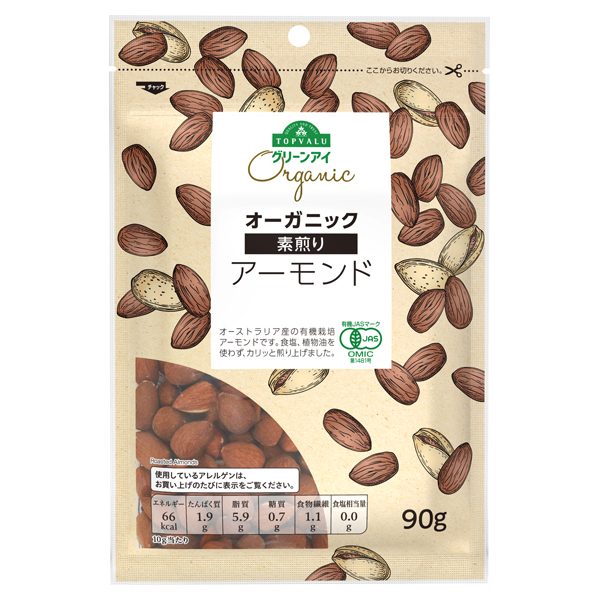 ここからお切りください。
チャック
QUALITY AND TRUST
TOPVALU
グリーンアイ
Organic
オーガニック
素煎り
アーモンド
オーストラリア産の有機栽培
アーモンドです。食塩、植物油を
使わず、カリッと煎り上げました。
有機JASマーク
JAS
OMIC
第1481号
Roasted Almonds
使用しているアレルゲンは、
お買い上げのたびに表示をご覧ください。
エネルギー たんぱく質 脂質 糖質 食物繊維 食塩相当量
66 kcal 1.9 g 5.9 g 0.7 g 1.1 g 0.0 g
10g当たり
90g